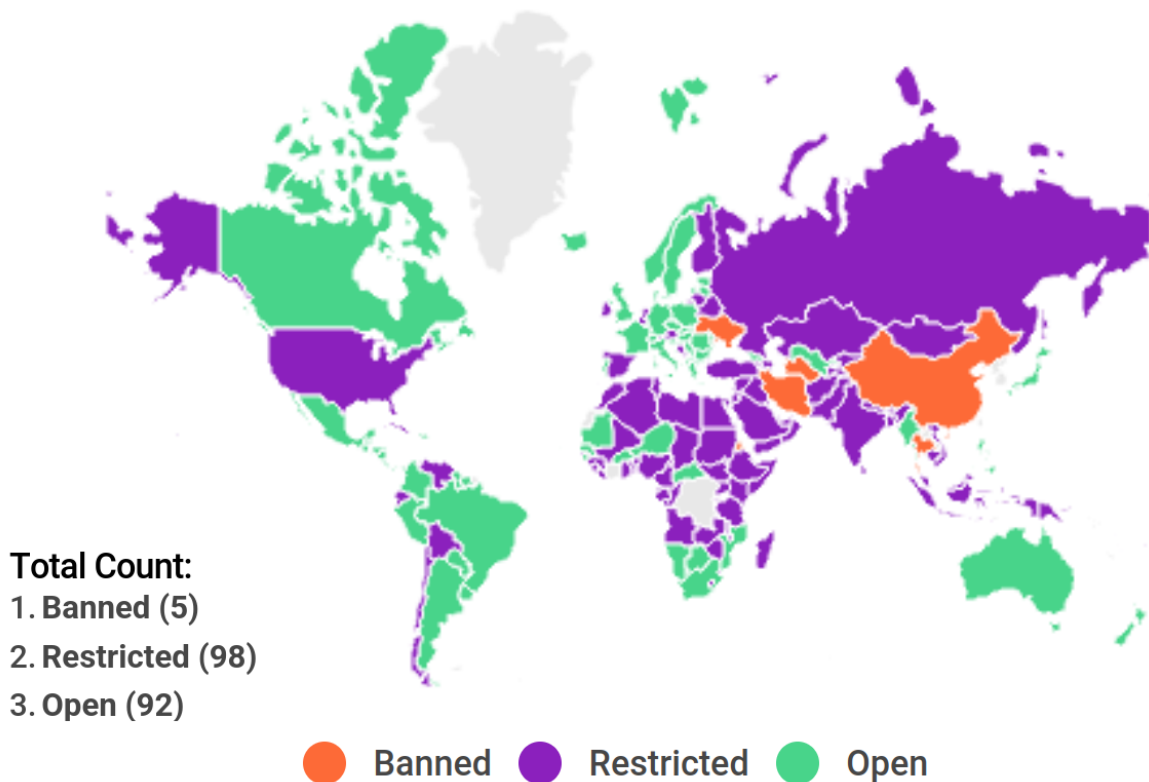 Total Count:
1. Banned (5)
2. Restricted (98)
3. Open (92)
Banned Restricted Open